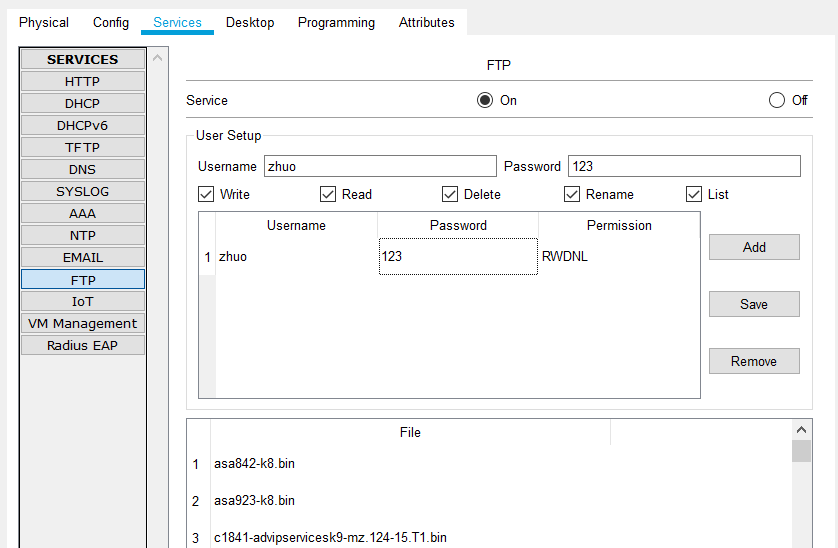 Physical Config Services Desktop Programming Attributes
SERVICES
HTTP
DHCP
DHCPv6
TFTP
DNS
SYSLOG
AAA
NTP
EMAIL
FTP
IoT
VM Management
Radius EAP
FTP
Service On Off
User Setup
Username zhuo Password 123
Write Read Delete Rename List
Username Password Permission
1 zhuo 123 RWDNL
Add
Save
Remove
File
1 asa842-k8.bin
2 asa923-k8.bin
3 c1841-advipservicesk9-mz.124-15.T1.bin